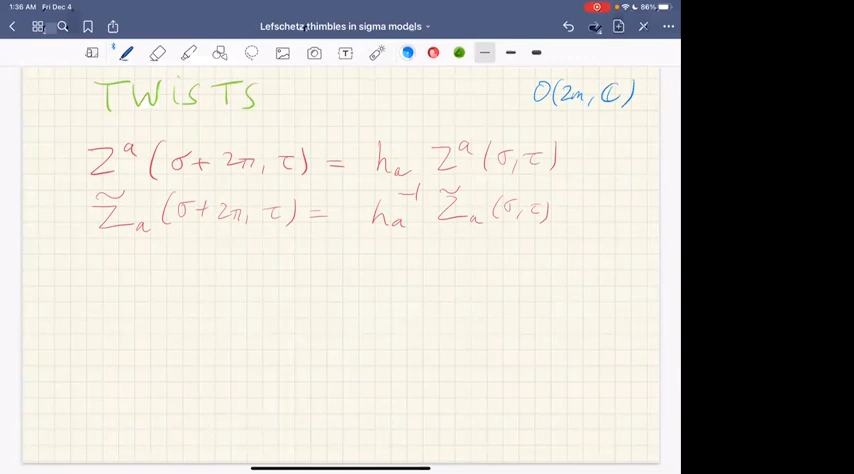 1:36 AM Fri Dec 4
86%
Lefschetz thimbles in sigma models
TWISTS
O(2m, ℂ)
Z^a (σ + 2π, τ) = h_a Z^a (σ, τ)
Z̃_a (σ + 2π, τ) = h_a^{-1} Z̃_a (σ, τ)